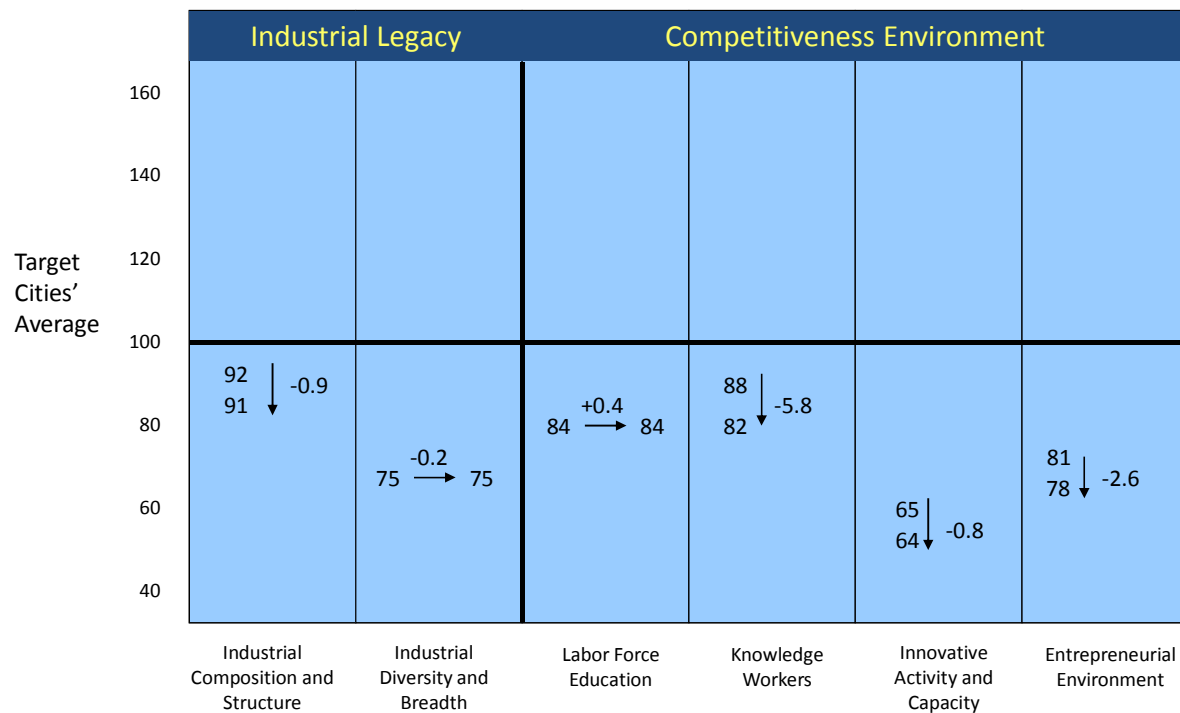 Industrial Legacy
Competitiveness Environment
160
140
120
100
80
60
40
Target
Cities'
Average
92
91
-0.9
-0.2
75
75
+0.4
84
84
88
82
-5.8
65
64
-0.8
81
78
-2.6
Industrial
Composition and
Structure
Industrial
Diversity and
Breadth
Labor Force
Education
Knowledge
Workers
Innovative
Activity and
Capacity
Entrepreneurial
Environment